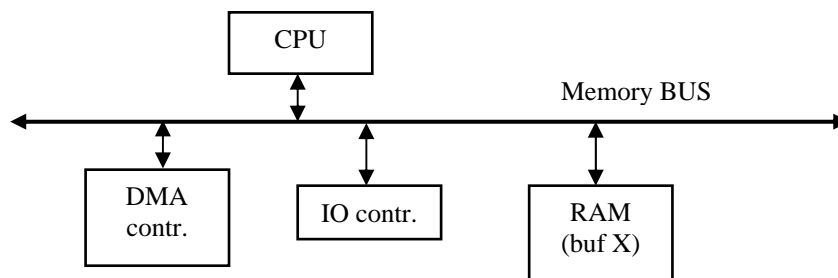 CPU
Memory BUS
DMA
contr.
IO contr.
RAM
(buf X)